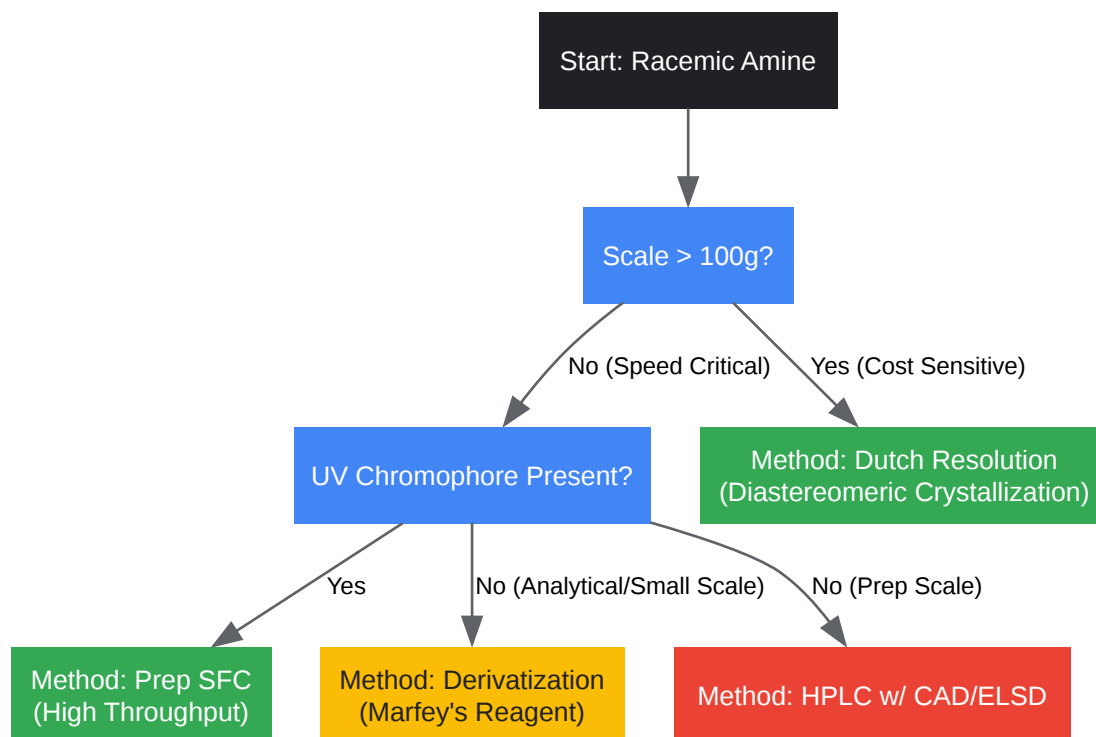 Start: Racemic Amine
Scale > 100g?
No (Speed Critical)
Yes (Cost Sensitive)
UV Chromophore Present?
Method: Dutch Resolution
(Diastereomeric Crystallization)
Yes
No (Analytical/Small Scale)
No (Prep Scale)
Method: Prep SFC
(High Throughput)
Method: Derivatization
(Marfey's Reagent)
Method: HPLC w/ CAD/ELSD